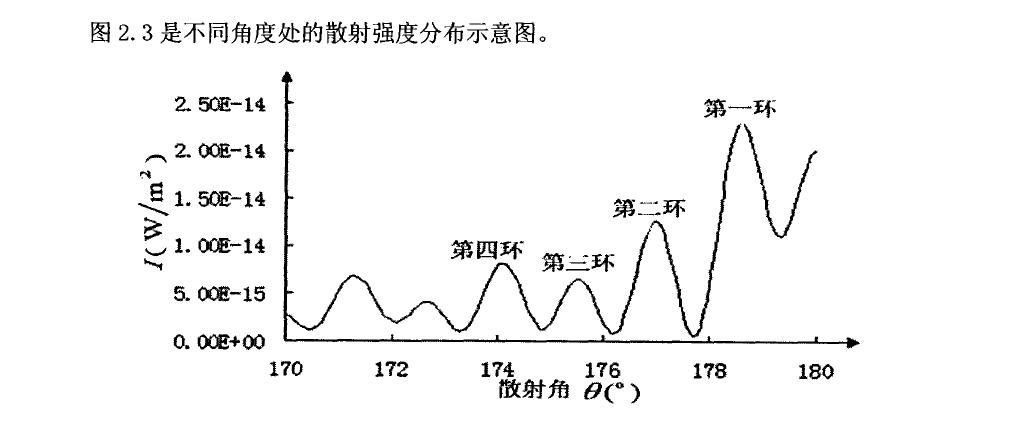 图2.3是不同角度处的散射强度分布示意图。
2.50E-14
2.00E-14
1.50E-14
1.00E-14
5.00E-15
0.00E+00
I(W/m²)
第一环
第二环
第三环
第四环
170 172 174 176 178 180
散射角 θ(°)